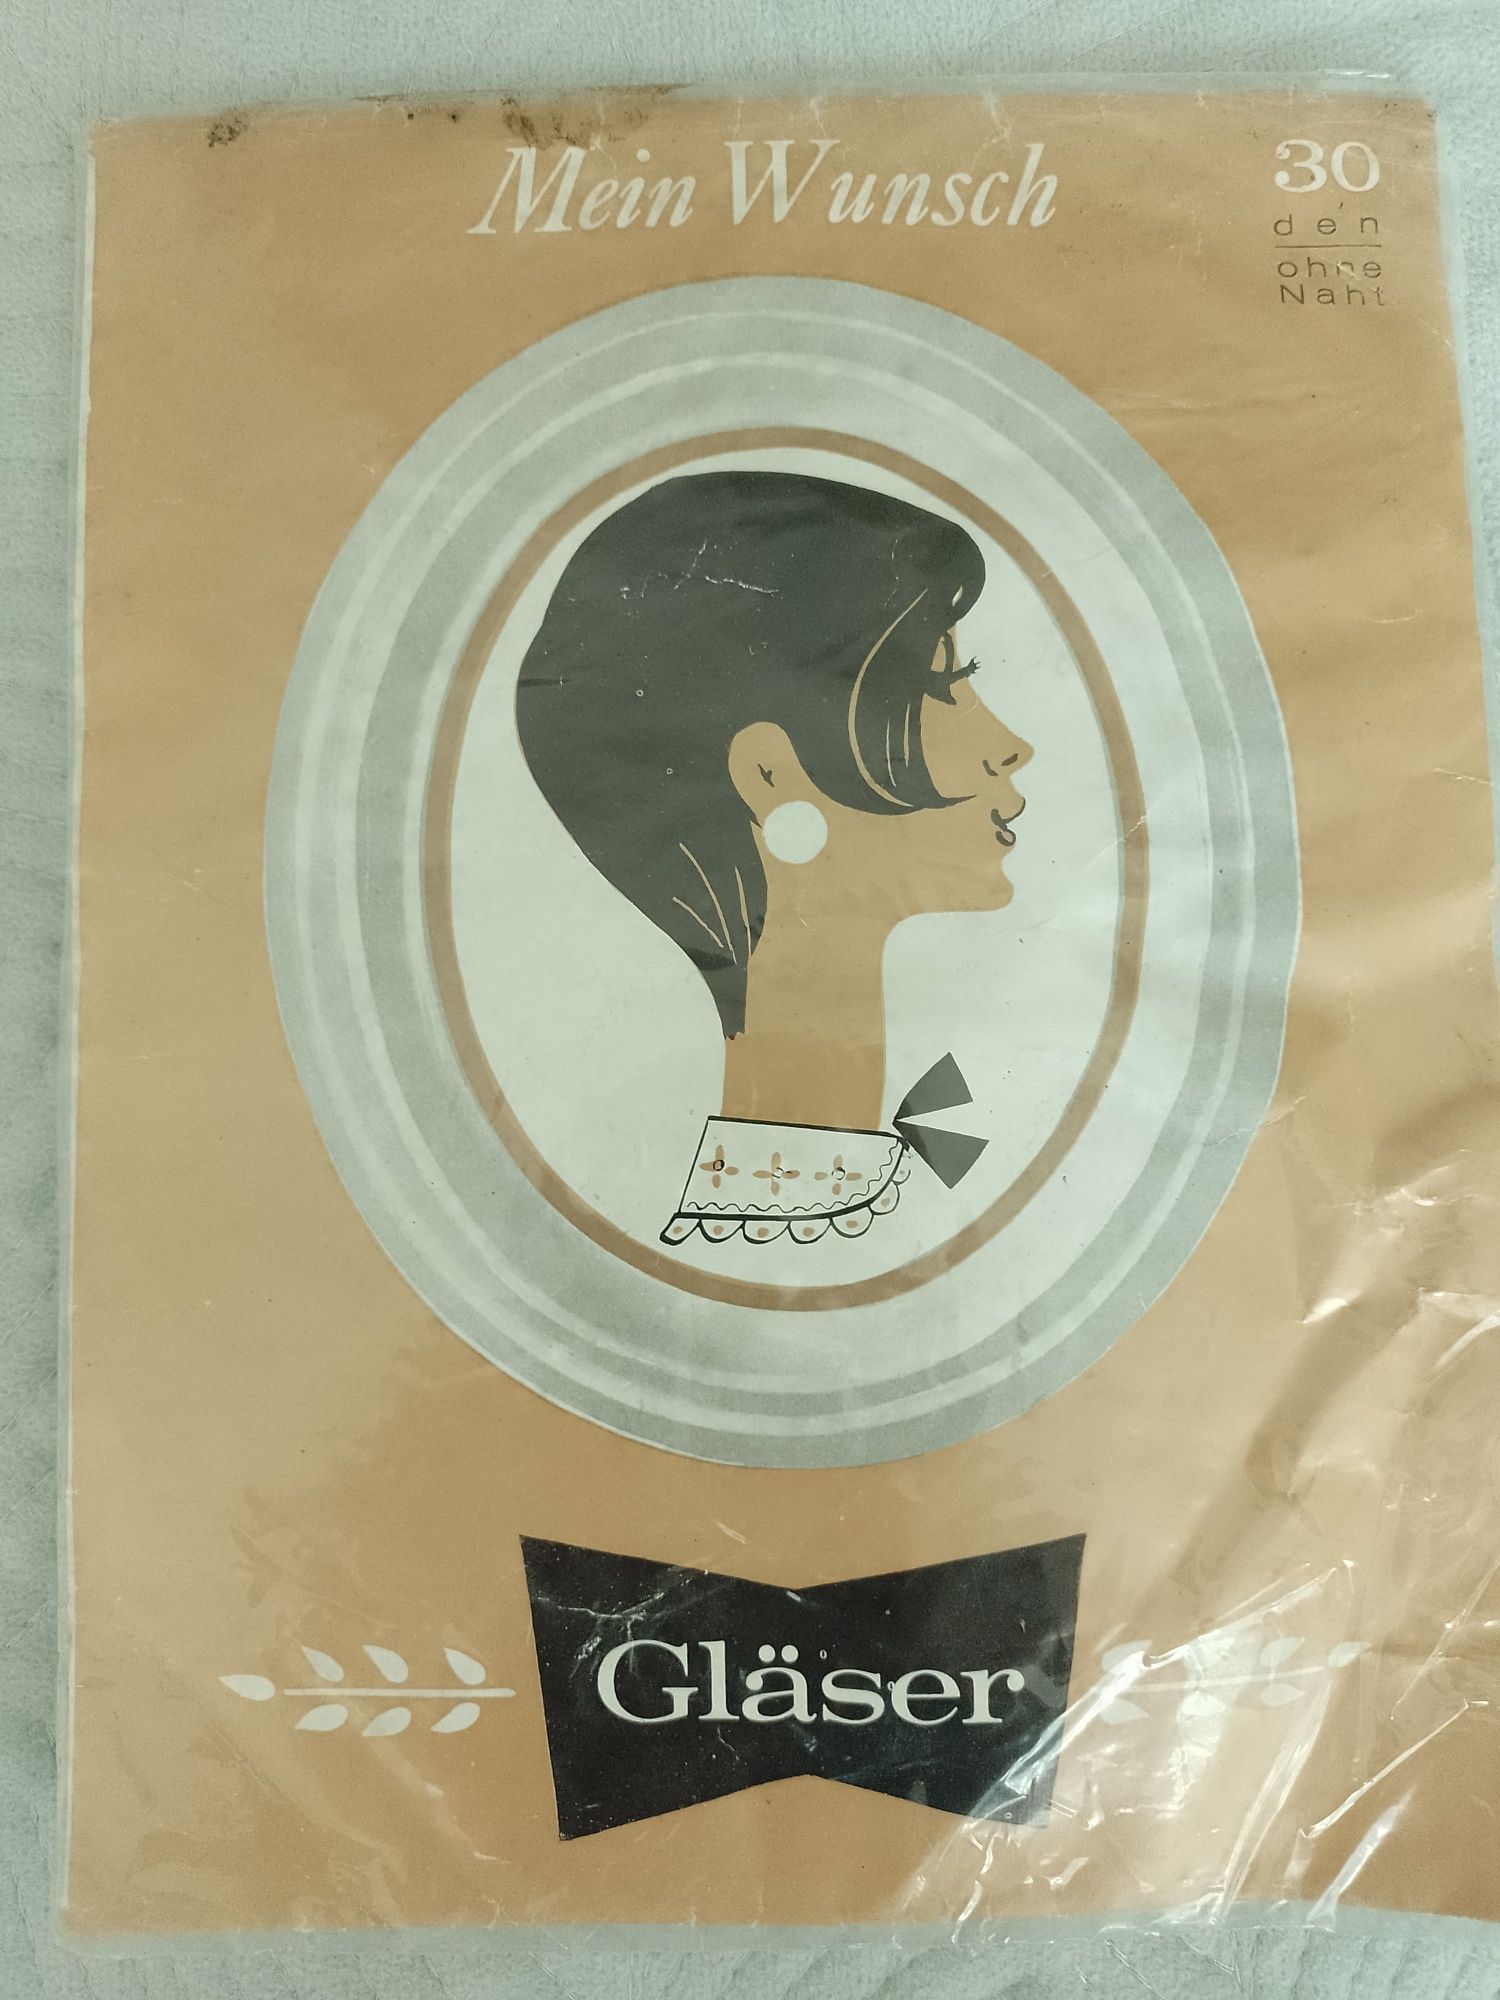 Mein Wunsch
30
den
ohne
Naht
Gläser